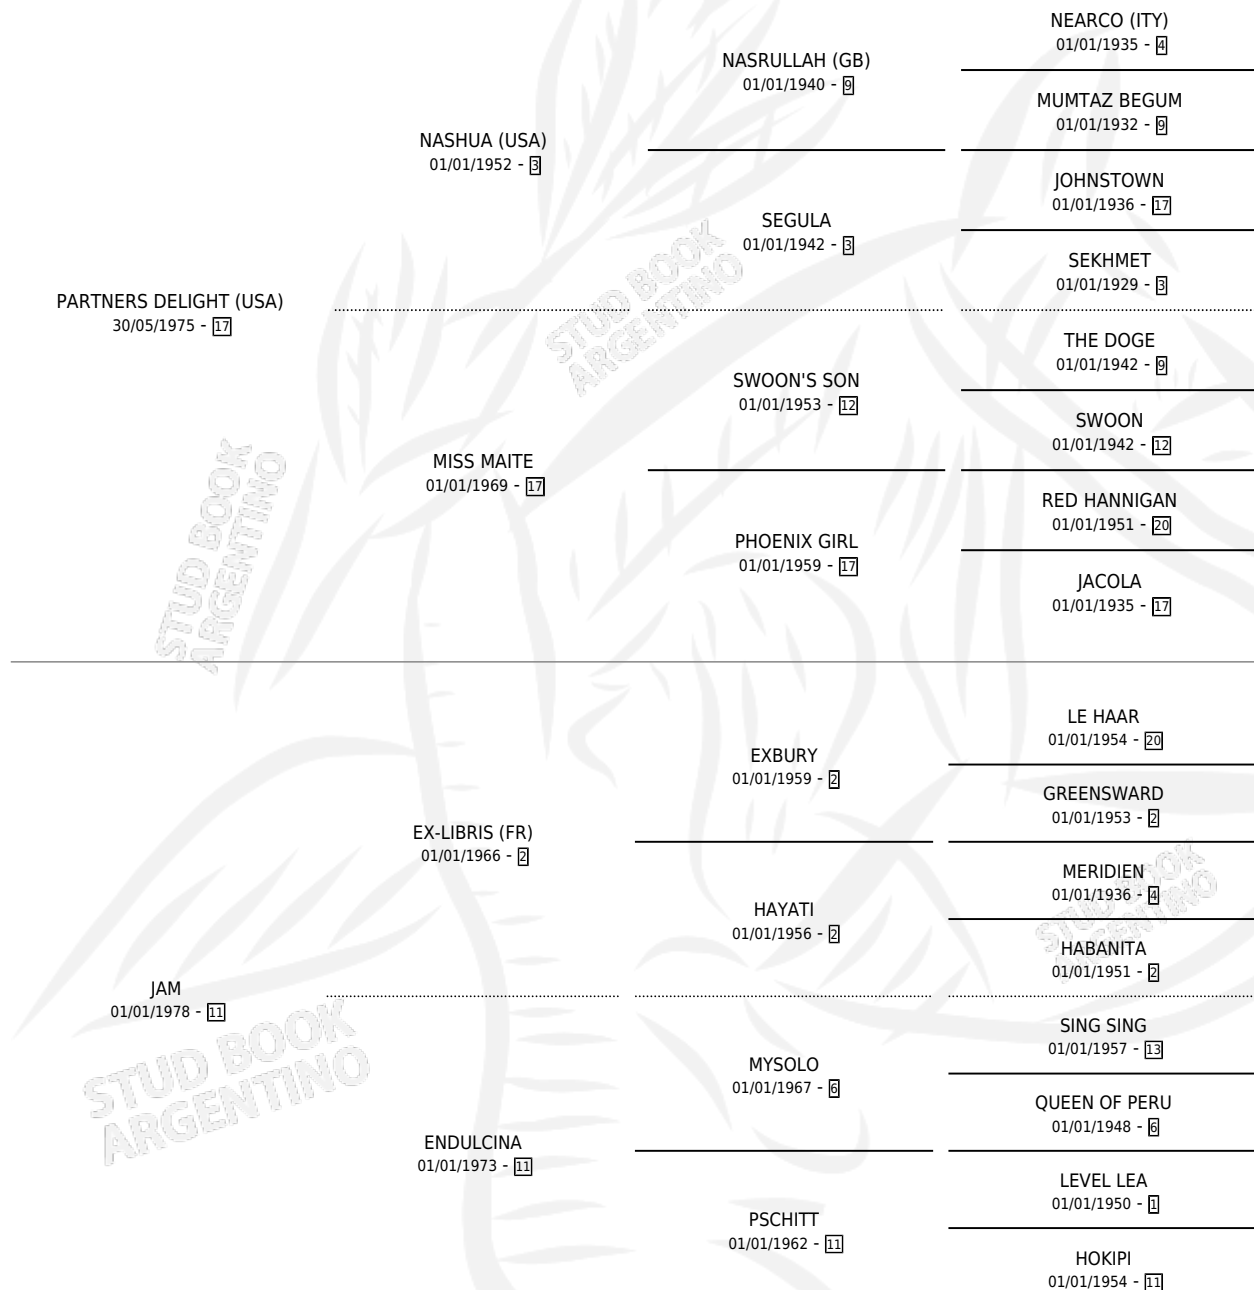 NEARCO (ITY)
01/01/1935 - 4
NASRULLAH (GB)
01/01/1940 - 9
MUMTAZ BEGUM
01/01/1932 - 9
NASHUA (USA)
01/01/1952 - 3
JOHNSTOWN
01/01/1936 - 17
SEGULA
01/01/1942 - 3
SEKHMET
01/01/1929 - 3
PARTNERS DELIGHT (USA)
30/05/1975 - 17
THE DOGE
01/01/1942 - 9
SWOON'S SON
01/01/1953 - 12
SWOON
01/01/1942 - 12
MISS MAITE
01/01/1969 - 17
RED HANNIGAN
01/01/1951 - 20
PHOENIX GIRL
01/01/1959 - 17
JACOLA
01/01/1935 - 17
LE HAAR
01/01/1954 - 20
EXBURY
01/01/1959 - 2
GREENSWARD
01/01/1953 - 2
EX-LIBRIS (FR)
01/01/1966 - 2
MERIDIEN
01/01/1936 - 4
HAYATI
01/01/1956 - 2
HABANITA
01/01/1951 - 2
JAM
01/01/1978 - 11
SING SING
01/01/1957 - 13
MYSOLO
01/01/1967 - 6
QUEEN OF PERU
01/01/1948 - 6
ENDULCINA
01/01/1973 - 11
LEVEL LEA
01/01/1950 - 1
PSCHITT
01/01/1962 - 11
HOKIPI
01/01/1954 - 11
STUD BOOK
ARGENTINO
STUD BOOK
ARGENTINO
STUD BOOK
ARGENTINO
STUD BOOK
ARGENTINO